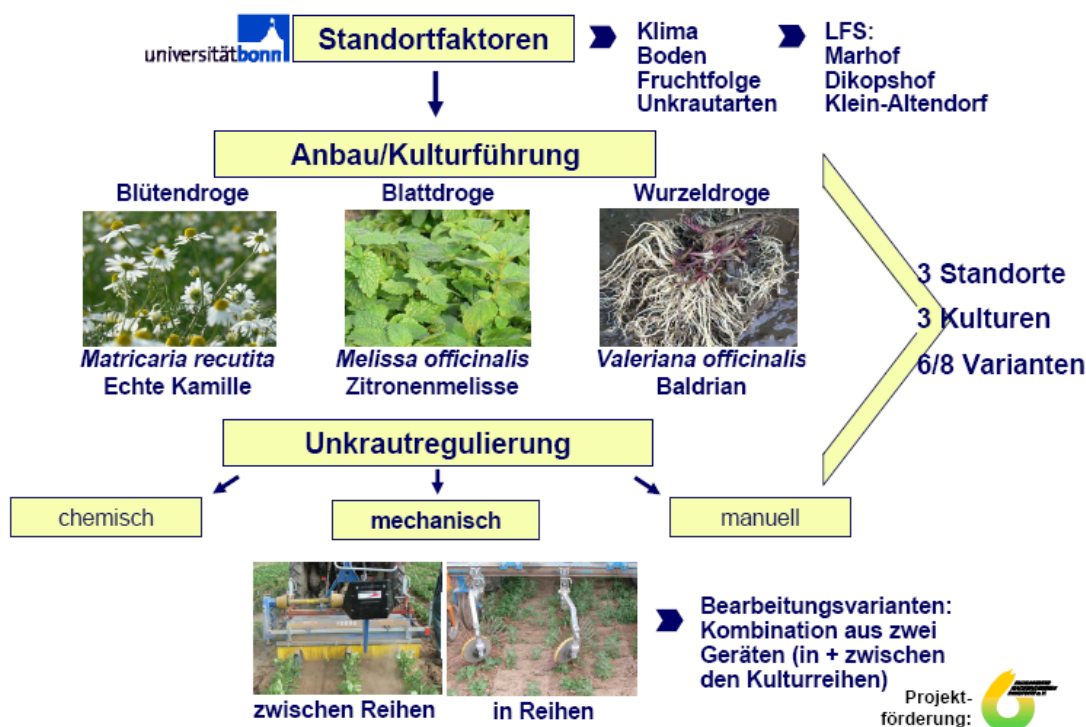 universitätbonn
Standortfaktoren
Klima
Boden
Fruchtfolge
Unkrautarten
LFS:
Marhof
Dikopshof
Klein-Altendorf
Anbau/Kulturführung
Blütendroge
Blattdroge
Wurzeldroge
Matricaria recutita
Echte Kamille
Melissa officinalis
Zitronenmelisse
Valeriana officinalis
Baldrian
3 Standorte
3 Kulturen
6/8 Varianten
Unkrautregulierung
chemisch
mechanisch
manuell
zwischen Reihen
in Reihen
Bearbeitungsvarianten:
Kombination aus zwei
Geräten (in + zwischen
den Kulturreihen)
Projekt-
förderung: